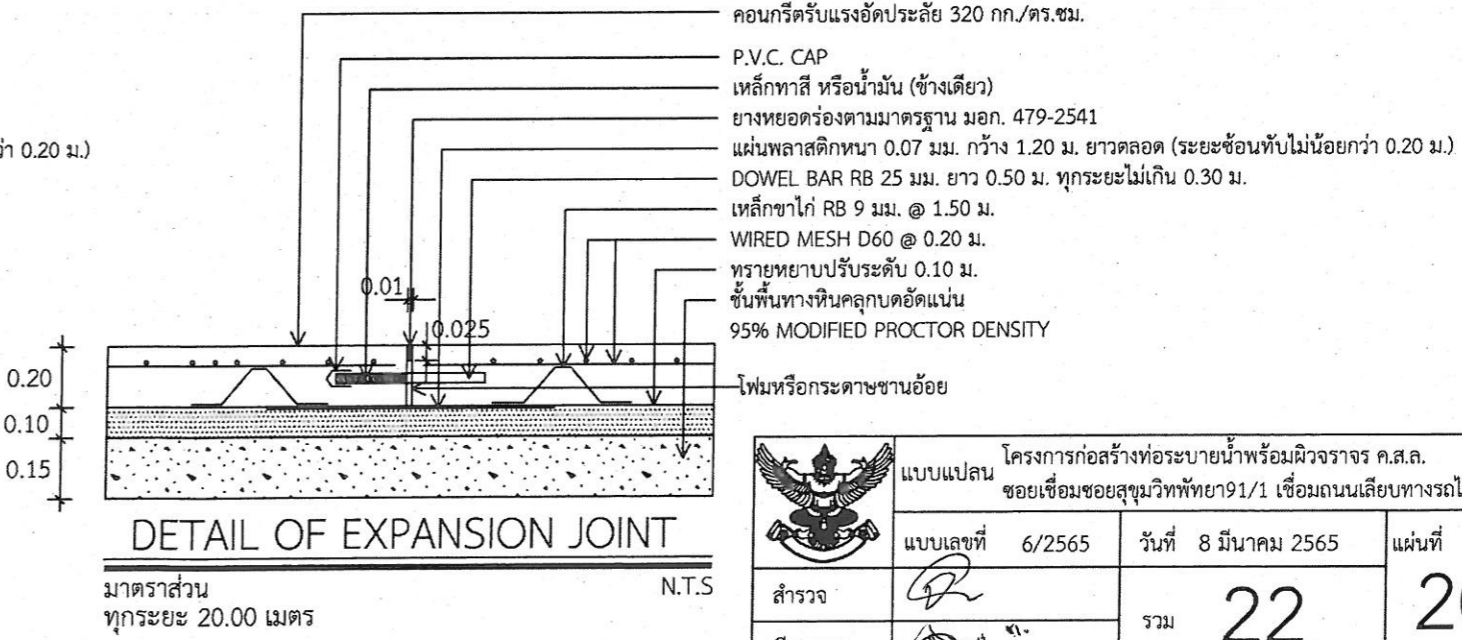 คอนกรีตรับแรงอัดประลัย 320 กก./ตร.ซม.
P.V.C. CAP
เหล็กทาสี หรือน้ำมัน (ข้างเดียว)
ยางหยอดร่องตามมาตรฐาน มอก. 479-2541
0.20 ม.)
แผ่นพลาสติกหนา 0.07 มม. กว้าง 1.20 ม. ยาวตลอด (ระยะซ้อนทับไม่น้อยกว่า 0.20 ม.)
DOWEL BAR RB 25 มม. ยาว 0.50 ม. ทุกระยะไม่เกิน 0.30 ม.
เหล็กขาไก่ RB 9 มม. @ 1.50 ม.
WIRED MESH D60 @ 0.20 ม.
ทรายหยาบปรับระดับ 0.10 ม.
ชั้นพื้นทางหินคลุกบดอัดแน่น
95% MODIFIED PROCTOR DENSITY
โฟมหรือกระดาษชานอ้อย
0.01
0.025
0.20
0.10
0.15
DETAIL OF EXPANSION JOINT
มาตราส่วน N.T.S
ทุกระยะ 20.00 เมตร
แบบแปลน โครงการก่อสร้างท่อระบายน้ำพร้อมผิวจราจร ค.ส.ล.
ซอยเชื่อมซอยสุขุมวิทพัทยา91/1 เชื่อมถนนเลียบทางรถไ
แบบเลขที่ 6/2565 วันที่ 8 มีนาคม 2565 แผ่นที่
สำรวจ
รวม 22